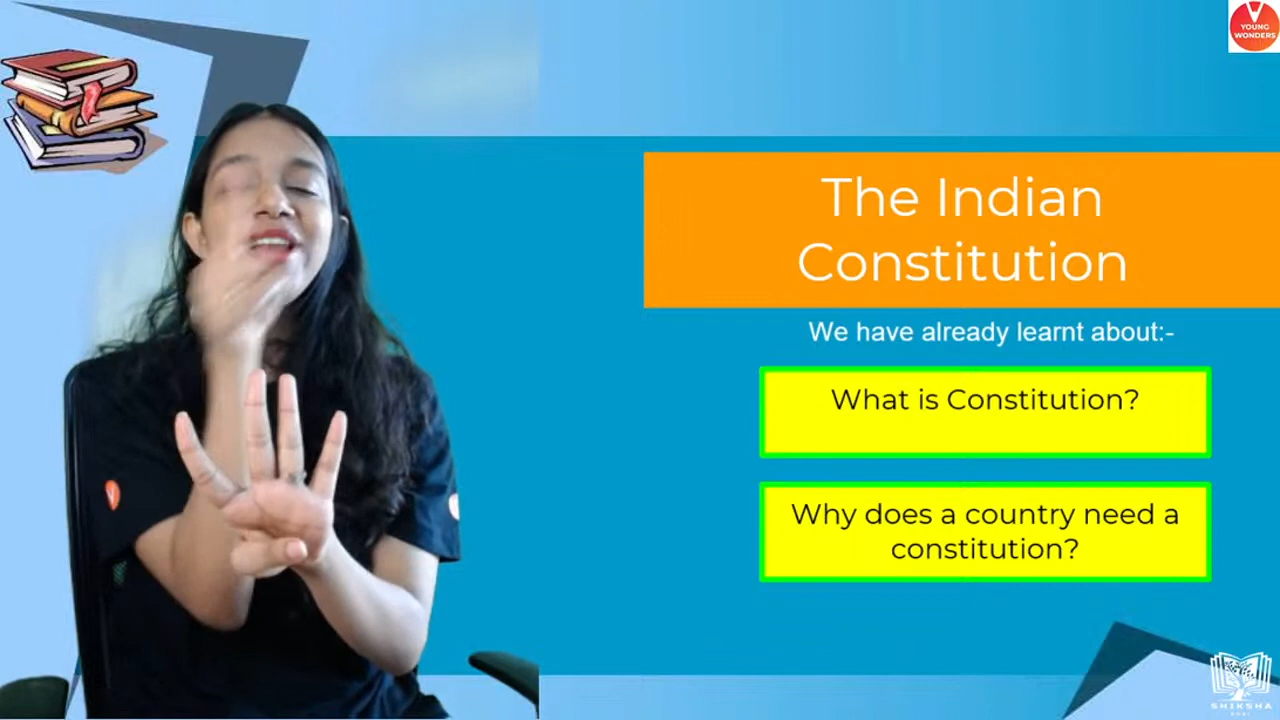 V
YOUNG
WONDERS
The Indian
Constitution
We have already learnt about:-
What is Constitution?
Why does a country need a
constitution?
SHIKSHA